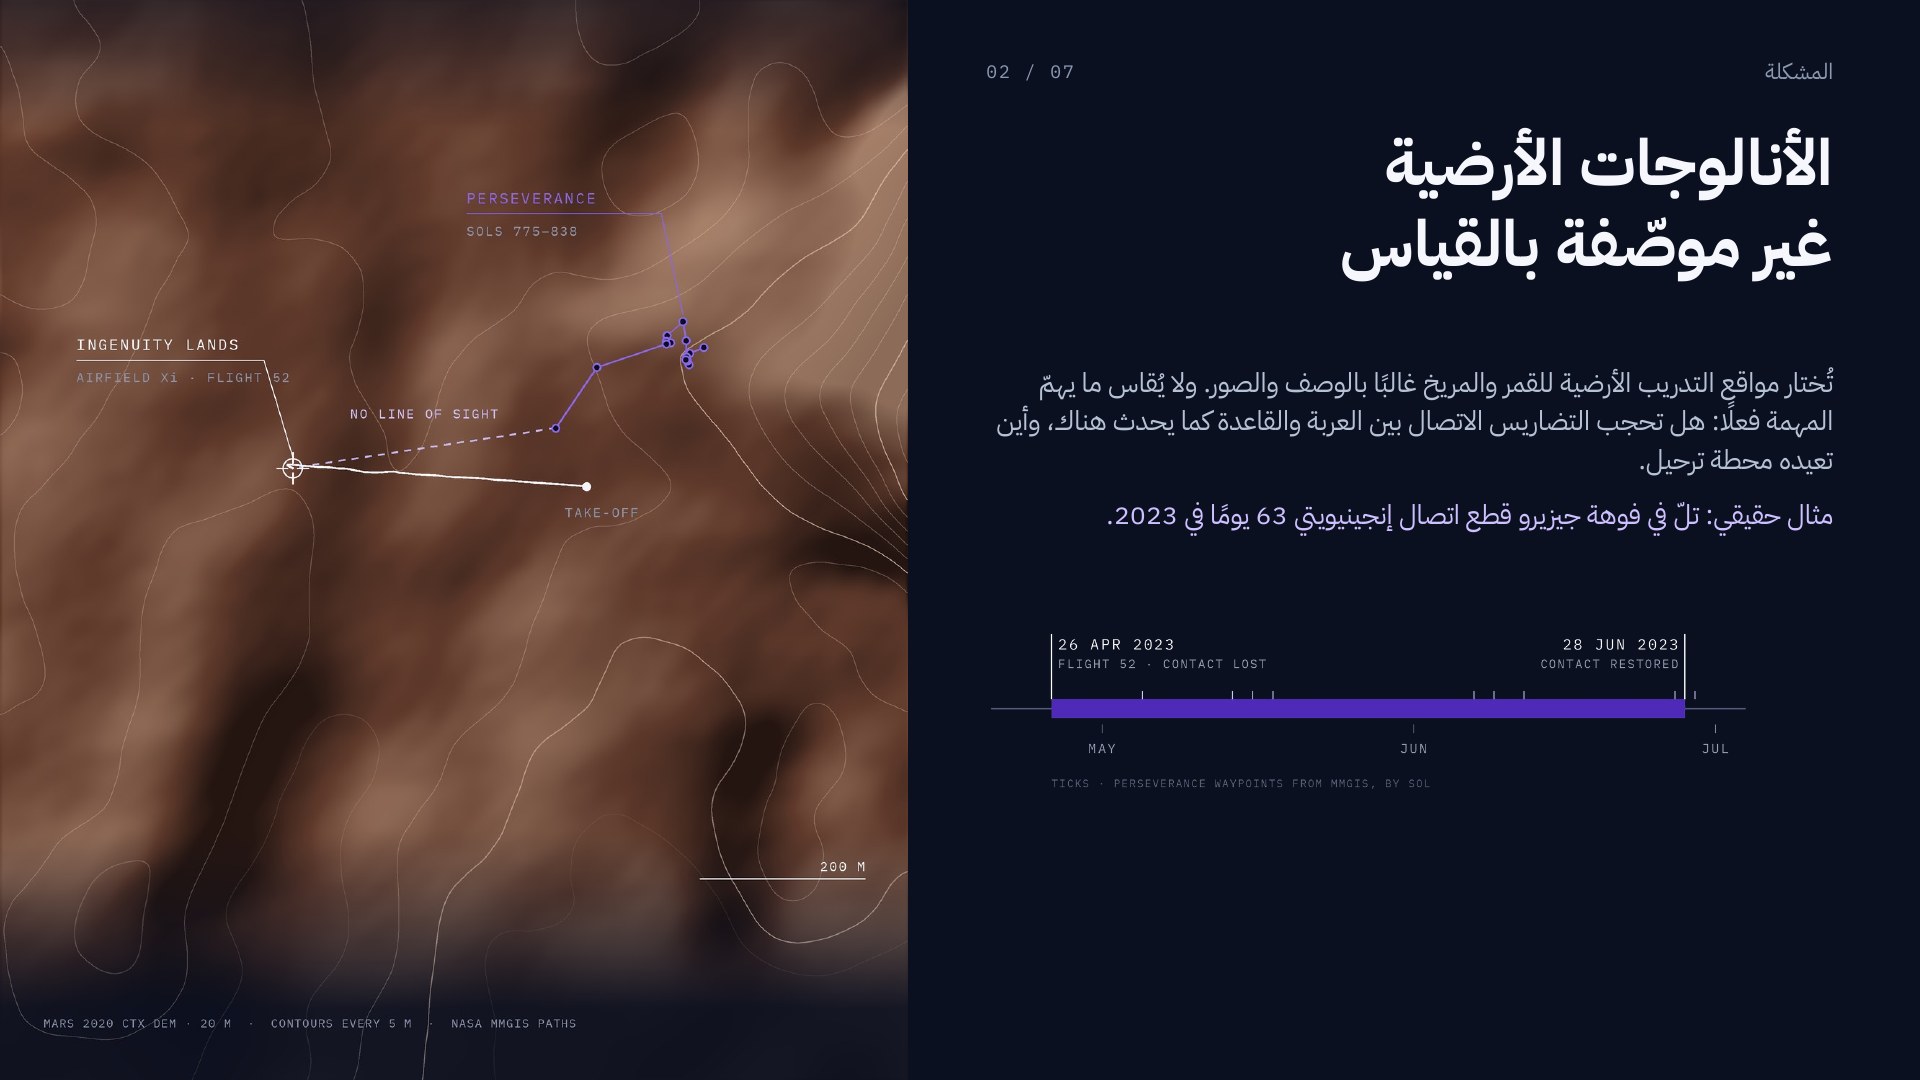 المشكلة
02 / 07
الأنالوجات الأرضية
غير موصّفة بالقياس
تُختار مواقع التدريب الأرضية للقمر والمريخ غالبًا بالوصف والصور. ولا يُقاس ما يهمّ
المهمة فعلًا: هل تحجب التضاريس الاتصال بين العربة والقاعدة كما يحدث هناك، وأين
تعيده محطة ترحيل.
مثال حقيقي: تلّ في فوهة جيزيرو قطع اتصال إنجينيويتي 63 يومًا في 2023.
26 APR 2023
FLIGHT 52 · CONTACT LOST
28 JUN 2023
CONTACT RESTORED
MAY
JUN
JUL
TICKS · PERSEVERANCE WAYPOINTS FROM MMGIS, BY SOL
PERSEVERANCE
SOLS 775–838
INGENUITY LANDS
AIRFIELD Xi · FLIGHT 52
NO LINE OF SIGHT
TAKE-OFF
200 M
MARS 2020 CTX DEM · 20 M · CONTOURS EVERY 5 M · NASA MMGIS PATHS